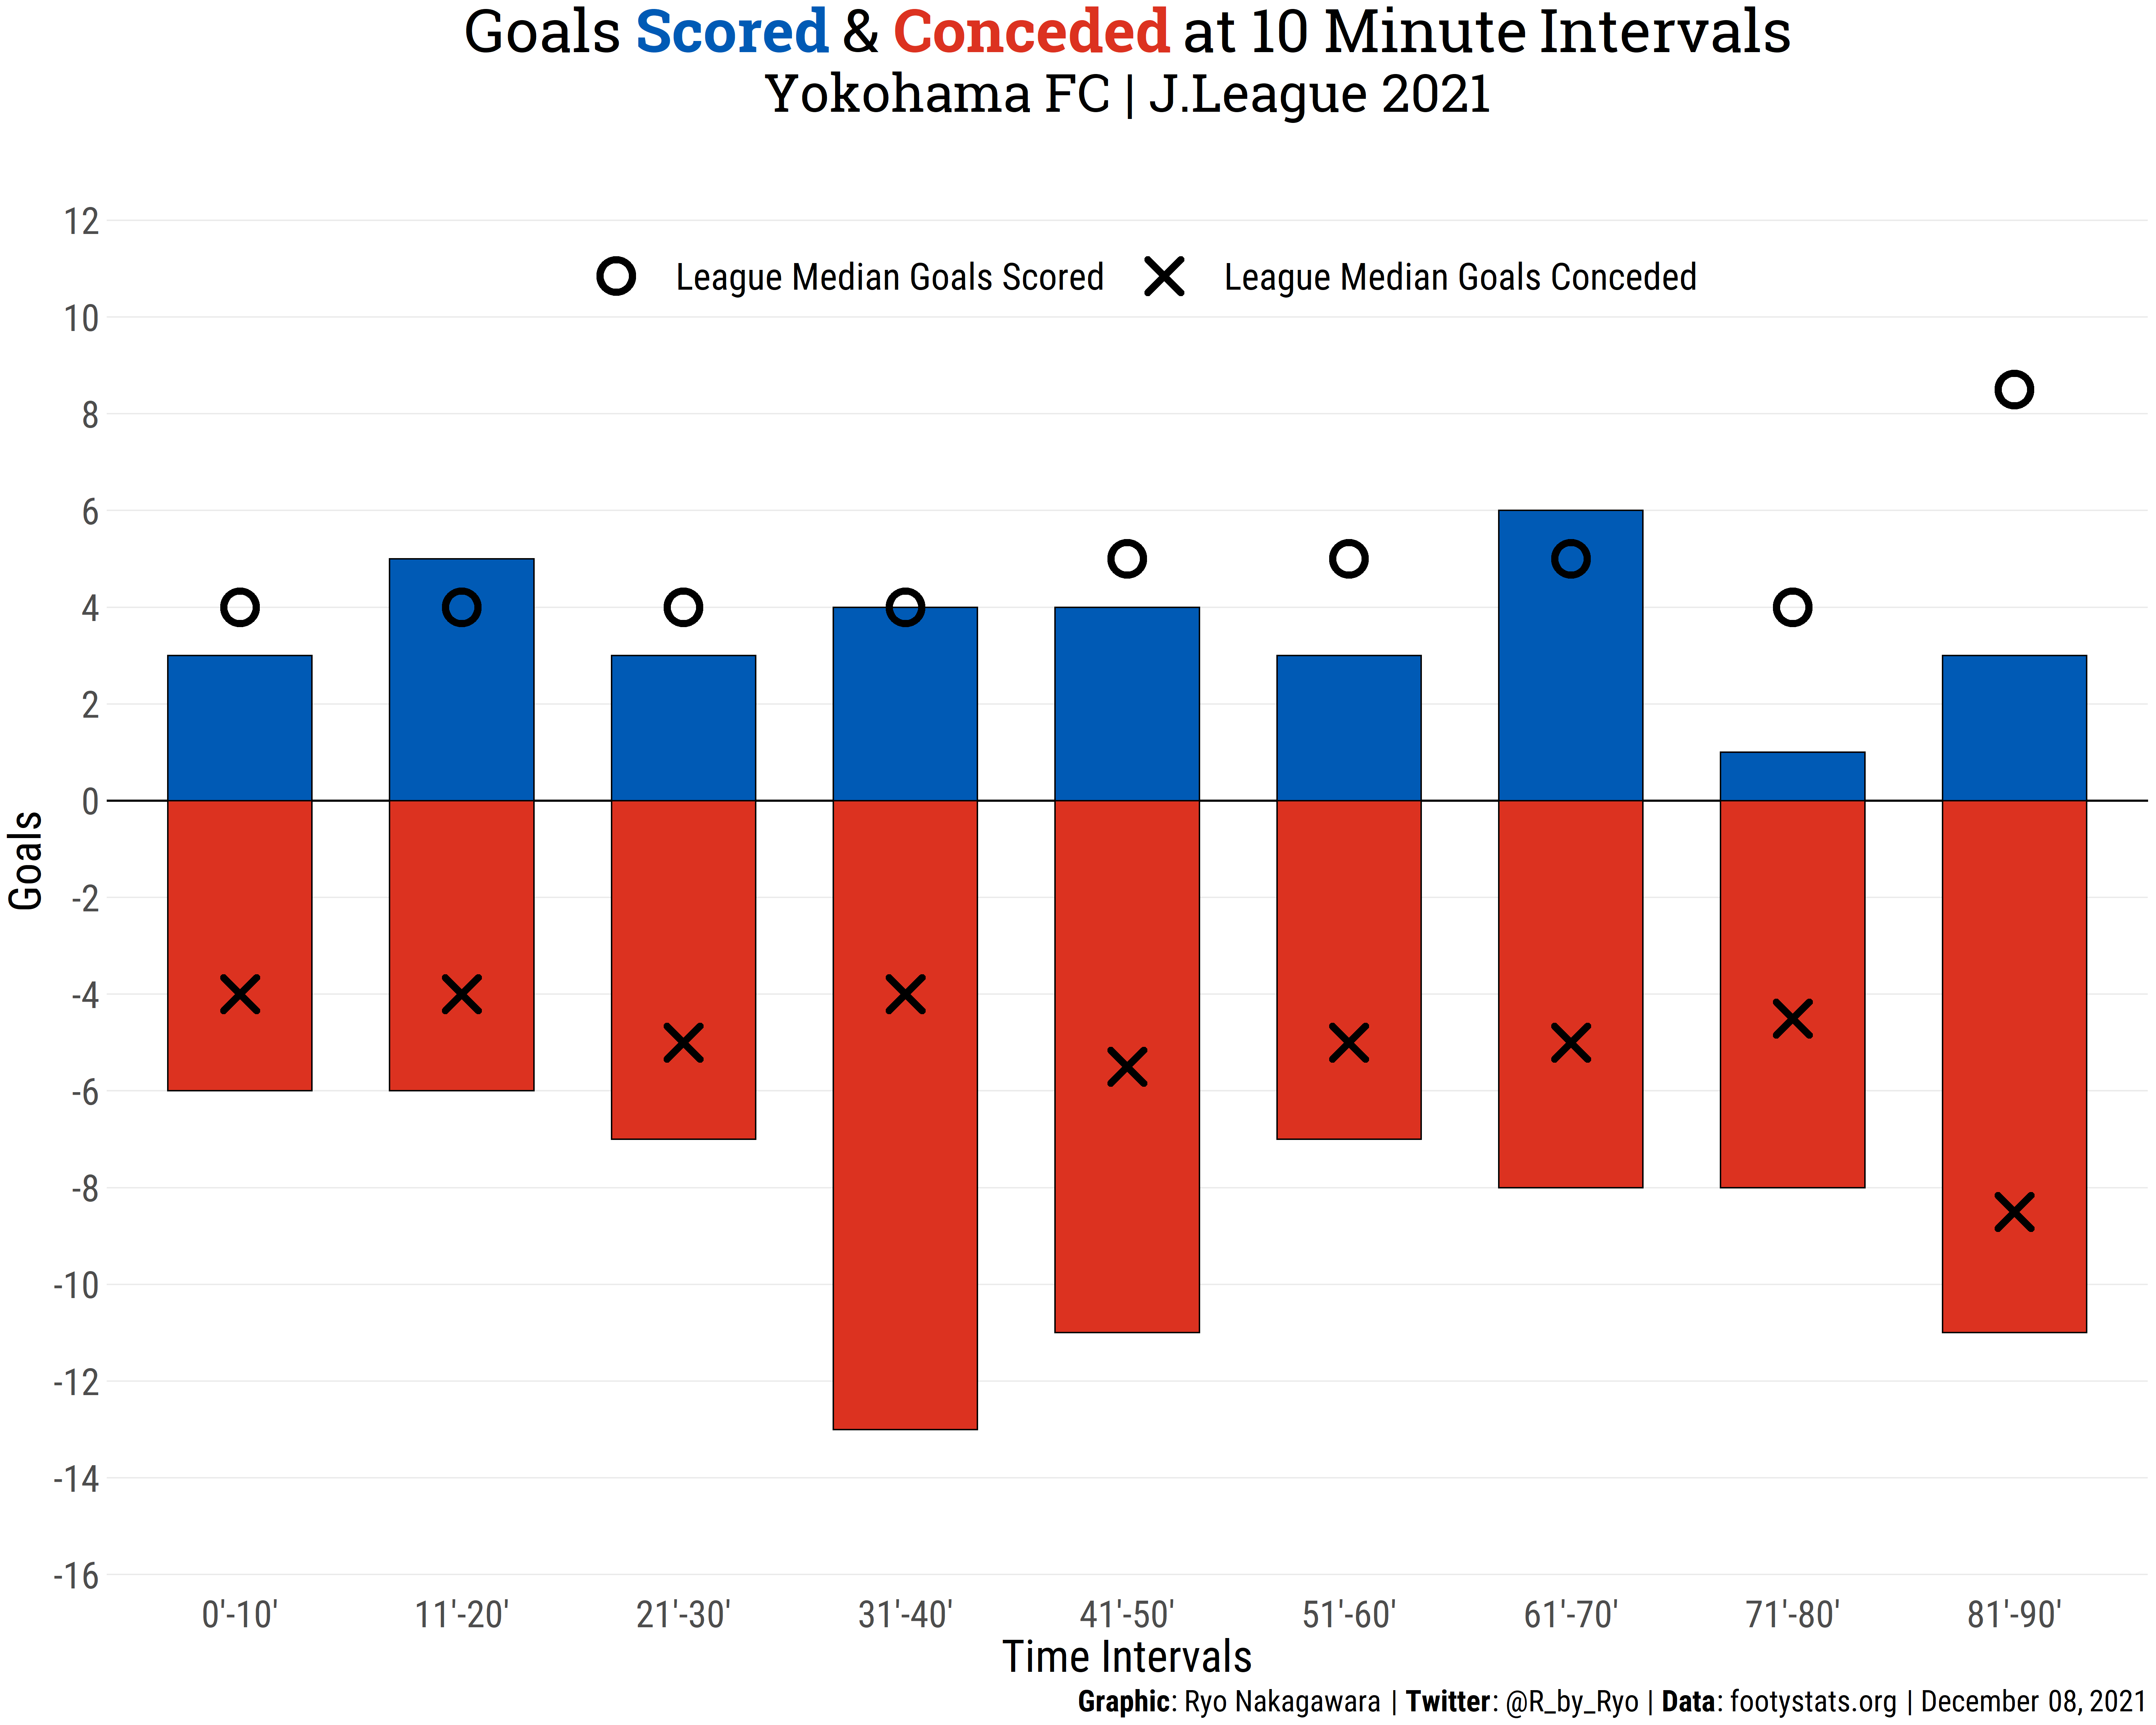 Goals Scored & Conceded at 10 Minute Intervals
Yokohama FC | J.League 2021
12
League Median Goals Scored
League Median Goals Conceded
10
8
6
4
2
0
-2
-4
-6
-8
-10
-12
-14
-16
Goals
0'-10' 11'-20' 21'-30' 31'-40' 41'-50' 51'-60' 61'-70' 71'-80' 81'-90'
Time Intervals
Graphic: Ryo Nakagawara | Twitter: @R_by_Ryo | Data: footystats.org | December 08, 2021